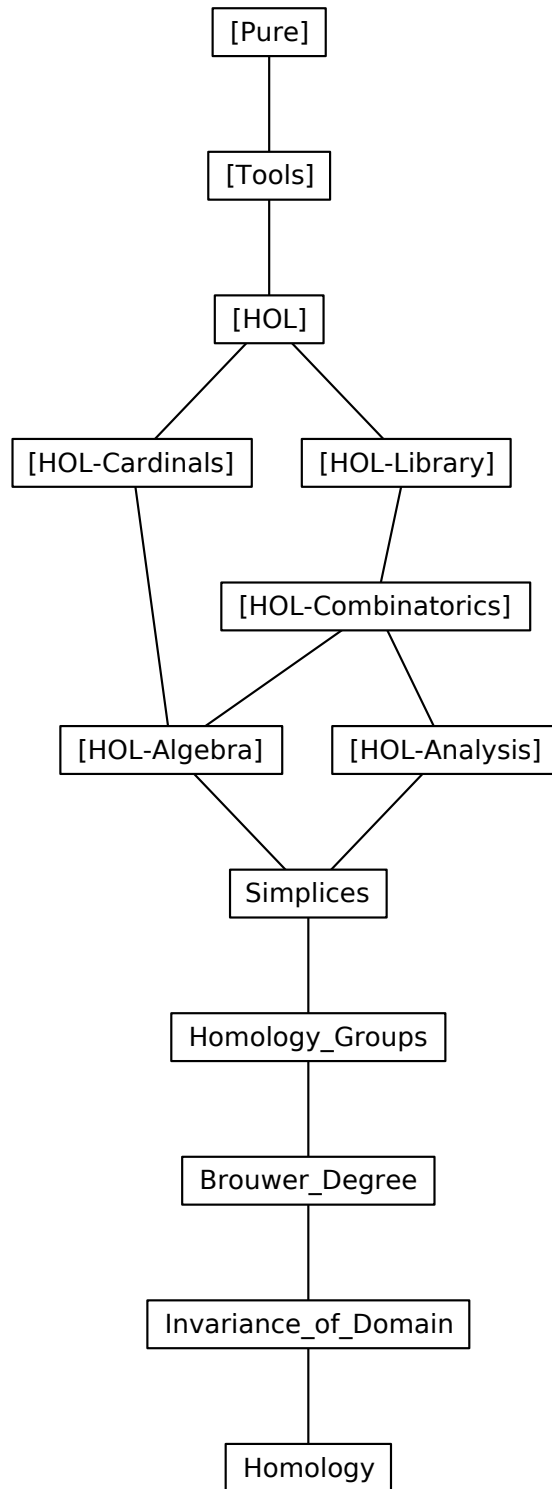 [Pure]
[Tools]
[HOL]
[HOL-Cardinals]
[HOL-Library]
[HOL-Combinatorics]
[HOL-Algebra]
[HOL-Analysis]
Simplices
Homology_Groups
Brouwer_Degree
Invariance_of_Domain
Homology